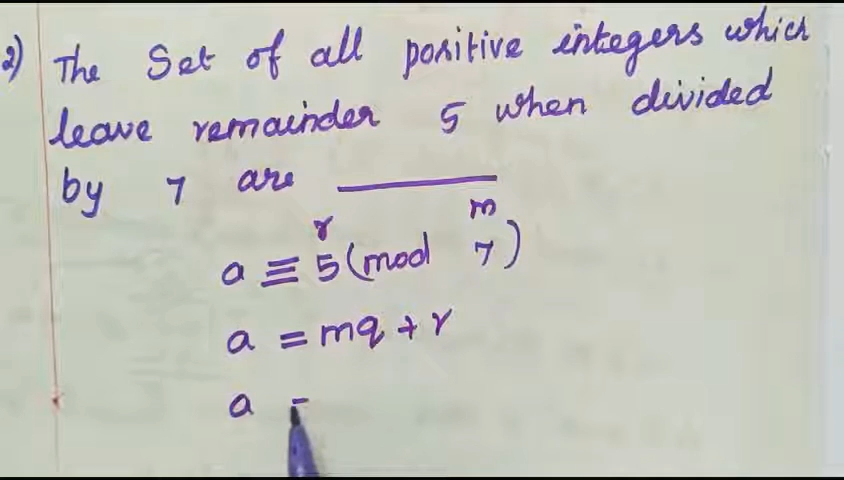 2) The Set of all positive integers which
leave remainder 5 when divided
by 7 are ______
r m
a ≡ 5(mod 7)
a = mq + r
a =